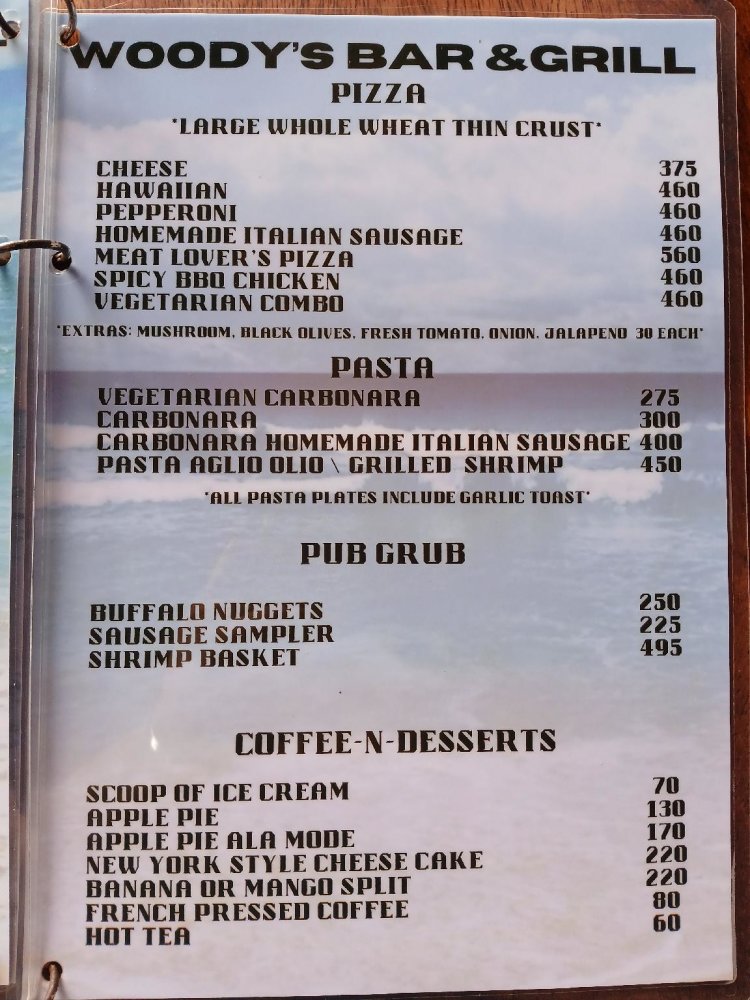 WOODY'S BAR & GRILL
PIZZA
*LARGE WHOLE WHEAT THIN CRUST*
CHEESE 375
HAWAIIAN 460
PEPPERONI 460
HOMEMADE ITALIAN SAUSAGE 460
MEAT LOVER'S PIZZA 560
SPICY BBQ CHICKEN 460
VEGETARIAN COMBO 460
*EXTRAS: MUSHROOM, BLACK OLIVES, FRESH TOMATO, ONION, JALAPENO 30 EACH*
PASTA
VEGETARIAN CARBONARA 275
CARBONARA 300
CARBONARA HOMEMADE ITALIAN SAUSAGE 400
PASTA AGLIO OLIO \ GRILLED SHRIMP 450
*ALL PASTA PLATES INCLUDE GARLIC TOAST*
PUB GRUB
BUFFALO NUGGETS 250
SAUSAGE SAMPLER 225
SHRIMP BASKET 495
COFFEE-N-DESSERTS
SCOOP OF ICE CREAM 70
APPLE PIE 130
APPLE PIE ALA MODE 170
NEW YORK STYLE CHEESE CAKE 220
BANANA OR MANGO SPLIT 220
FRENCH PRESSED COFFEE 80
HOT TEA 60